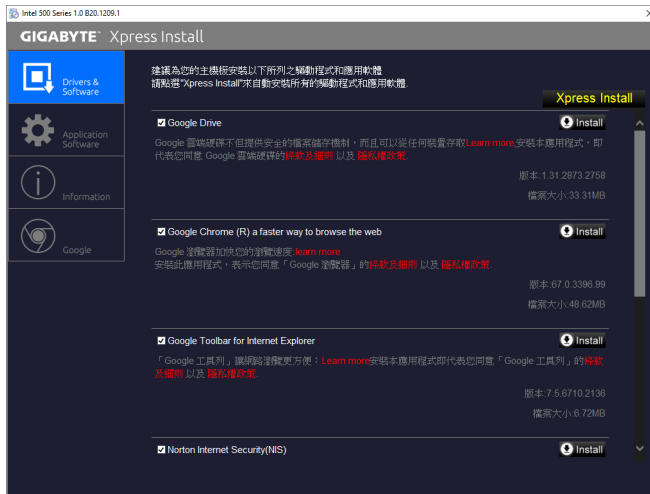 Intel 500 Series 1.0 B20.1209.1
GIGABYTE™ Xpress Install
Drivers &
Software
Application
Software
Information
Google
建議為您的主機板安裝以下所列之驅動程式和應用軟體
請點選"Xpress Install"來自動安裝所有的驅動程式和應用軟體.
Xpress Install
Google Drive
Install
Google 雲端硬碟不但提供安全的檔案儲存機制，而且可以從任何裝置存取Learn more,安裝本應用程式，即
代表您同意 Google 雲端硬碟的條款及細則 以及 隱私權政策.
版本:1.31.2873.2758
檔案大小:33.31MB
Google Chrome (R) a faster way to browse the web
Install
Google 瀏覽器加快您的瀏覽速度:learn more
安裝此應用程式，表示您同意「Google 瀏覽器」的條款及細則 以及 隱私權政策.
版本:67.0.3396.99
檔案大小:48.62MB
Google Toolbar for Internet Explorer
Install
「Google 工具列」讓網路瀏覽更方便：Learn more安裝本應用程式即代表您同意「Google 工具列」的條款
及細則 以及 隱私權政策.
版本:7.5.6710.2136
檔案大小:6.72MB
Norton Internet Security(NIS)
Install